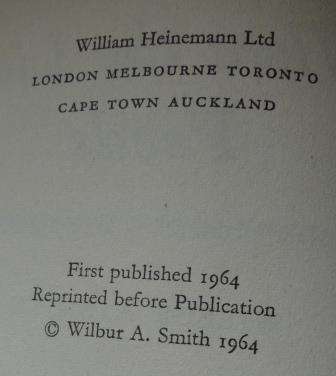 William Heinemann Ltd
LONDON MELBOURNE TORONTO
CAPE TOWN AUCKLAND
First published 1964
Reprinted before Publication
© Wilbur A. Smith 1964